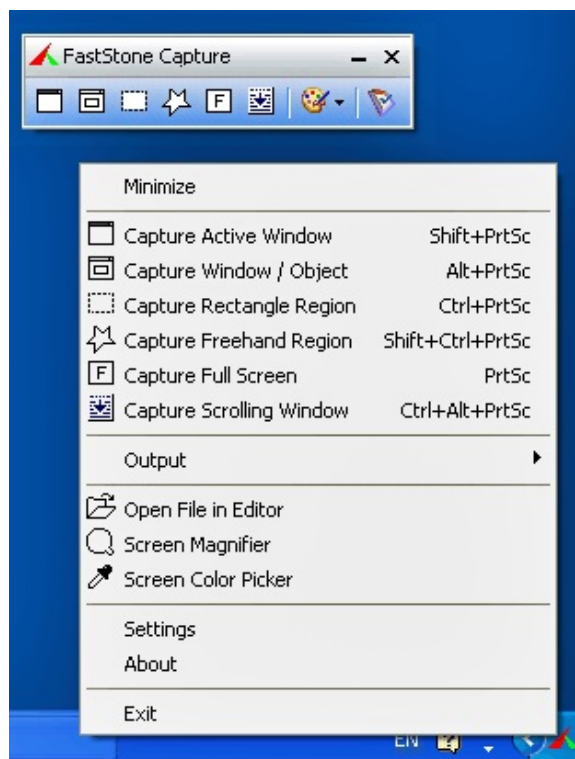 FastStone Capture
F
Minimize
Capture Active Window Shift+PrtSc
Capture Window / Object Alt+PrtSc
Capture Rectangle Region Ctrl+PrtSc
Capture Freehand Region Shift+Ctrl+PrtSc
F Capture Full Screen PrtSc
Capture Scrolling Window Ctrl+Alt+PrtSc
Output
Open File in Editor
Screen Magnifier
Screen Color Picker
Settings
About
Exit
EN